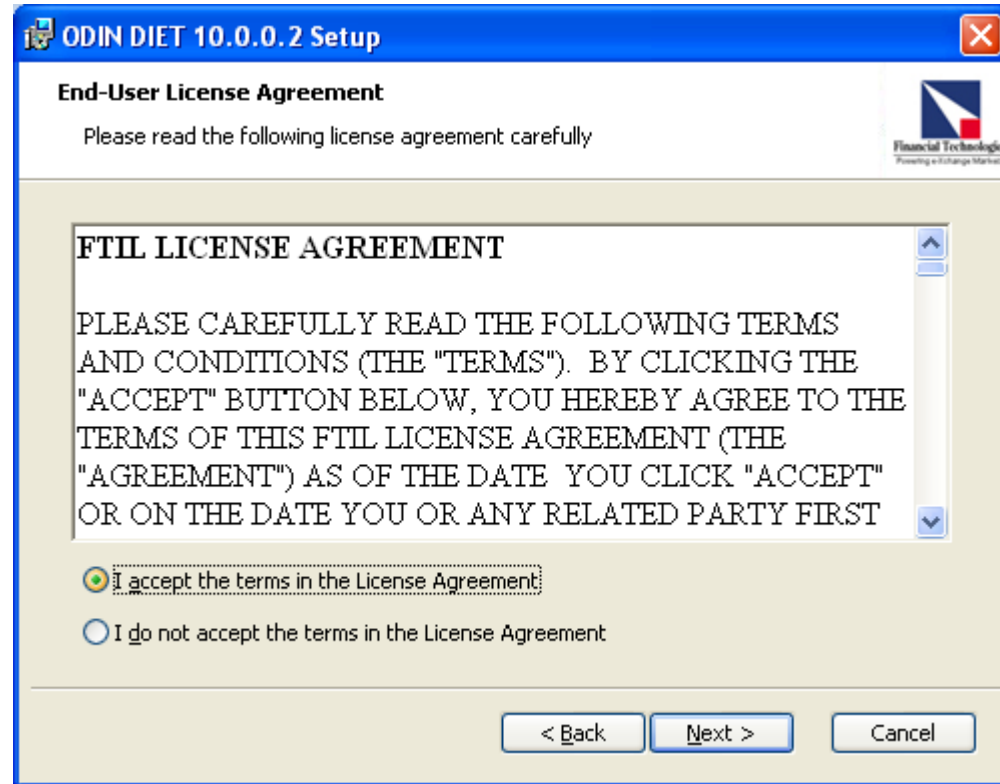 ODIN DIET 10.0.0.2 Setup
End-User License Agreement
Please read the following license agreement carefully
Financial Technologie
Powering e-Xchange Market
FTIL LICENSE AGREEMENT
PLEASE CAREFULLY READ THE FOLLOWING TERMS
AND CONDITIONS (THE "TERMS").  BY CLICKING THE
"ACCEPT" BUTTON BELOW, YOU HEREBY AGREE TO THE
TERMS OF THIS FTIL LICENSE AGREEMENT (THE
"AGREEMENT") AS OF THE DATE  YOU CLICK "ACCEPT"
OR ON THE DATE YOU OR ANY RELATED PARTY FIRST
I accept the terms in the License Agreement
I do not accept the terms in the License Agreement
< Back Next > Cancel